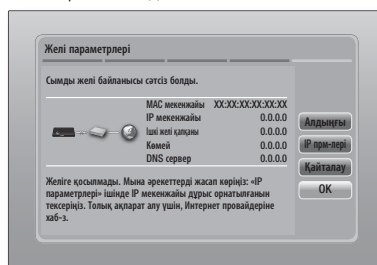 Желі параметрлері
Сымды желі байланысы сәтсіз болды.
MAC мекенжайы XX:XX:XX:XX:XX:XX
IP мекенжайы 0.0.0.0
Ішкі желі қалқаны 0.0.0.0
Көмей 0.0.0.0
DNS сервер 0.0.0.0
Желіге қосылмады. Мына әрекеттерді жасап көріңіз: «IP
параметрлері» ішінде IP мекенжайы дұрыс орнатылғанын
тексеріңіз. Толық ақпарат алу үшін, Интернет провайдеріне
хаб-з.
Алдыңғы
IP прм-лері
Қайталау
OK